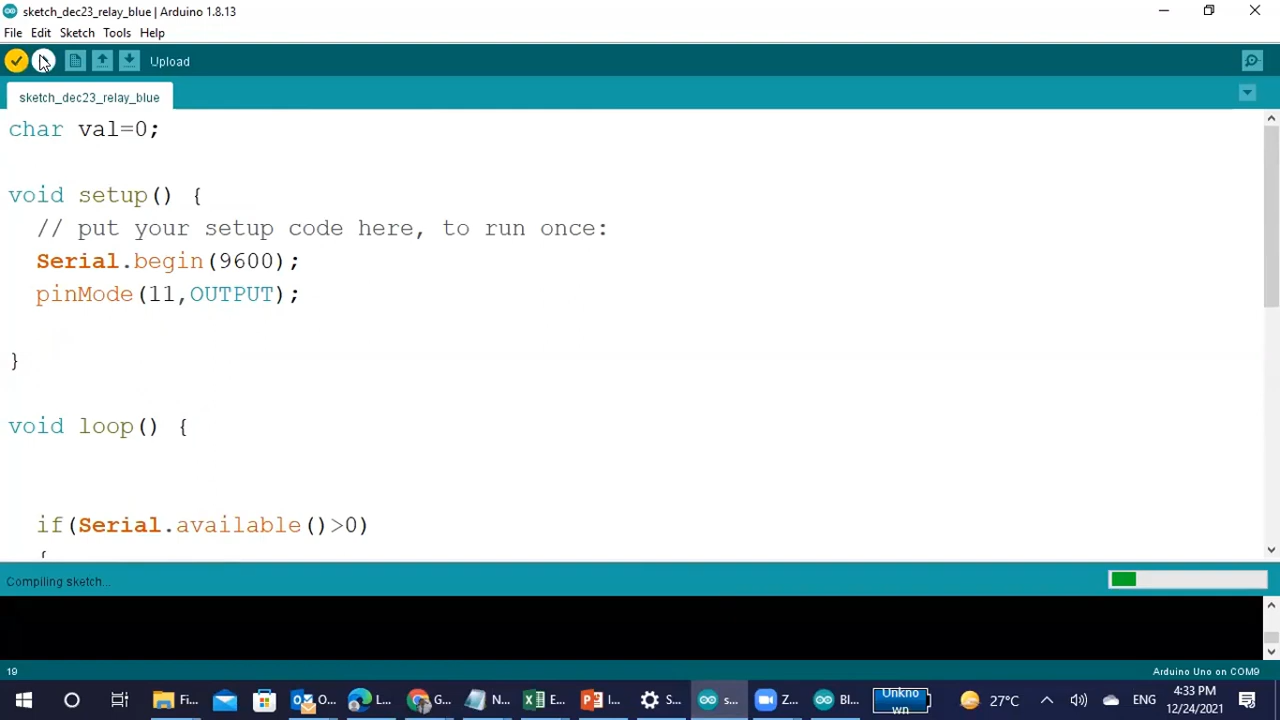 sketch_dec23_relay_blue | Arduino 1.8.13
File Edit Sketch Tools Help
Upload
sketch_dec23_relay_blue
char val=0;
void setup() {
// put your setup code here, to run once:
Serial.begin(9600);
pinMode(11,OUTPUT);
}
void loop() {
if(Serial.available()>0)
{
Compiling sketch...
19
Arduino Uno on COM9
Fi... O... L... G... N... E... I... S... s... Z... Bl... Unkno wn 27°C ENG 4:33 PM
12/24/2021